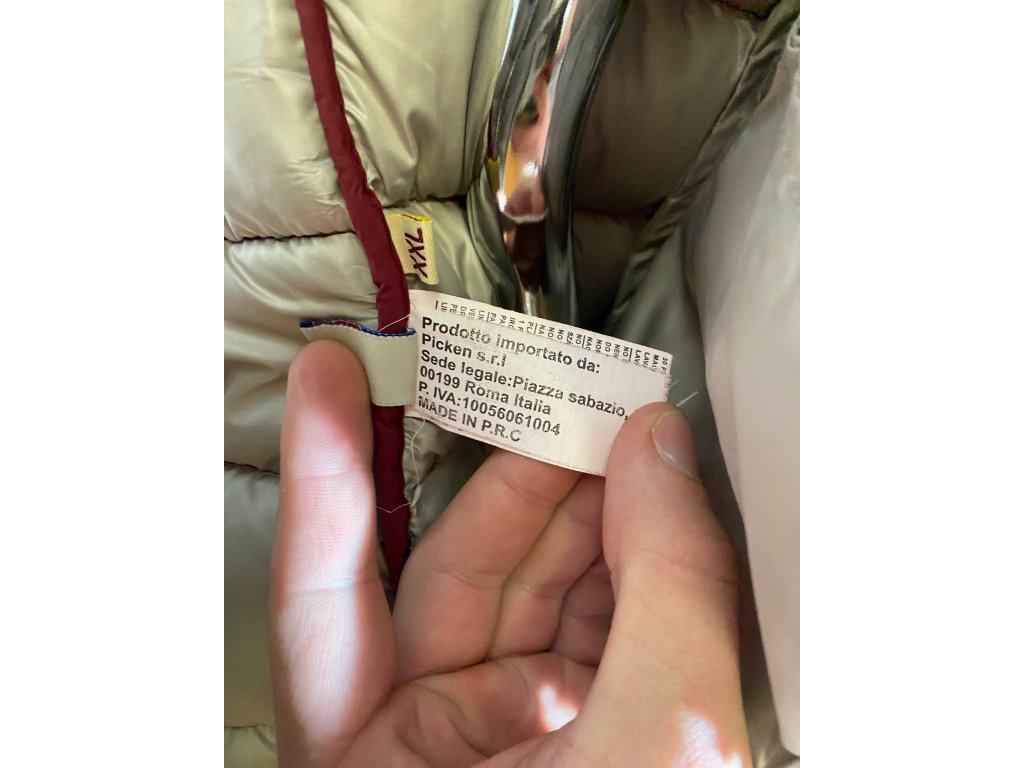 XXL
Prodotto importato da:
Picken s.r.l
Sede legale:Piazza sabazio,
00199 Roma Italia
P. IVA:10056061004
MADE IN P.R.C